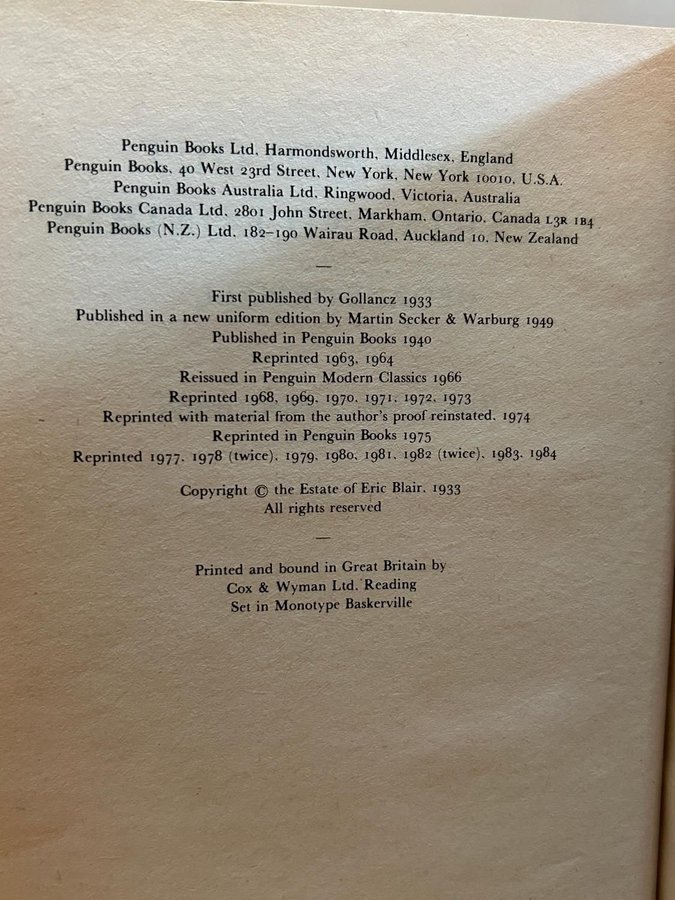 Penguin Books Ltd, Harmondsworth, Middlesex, England
Penguin Books, 40 West 23rd Street, New York, New York 10010, U.S.A.
Penguin Books Australia Ltd, Ringwood, Victoria, Australia
Penguin Books Canada Ltd, 2801 John Street, Markham, Ontario, Canada L3R 1B4
Penguin Books (N.Z.) Ltd, 182–190 Wairau Road, Auckland 10, New Zealand
—
First published by Gollancz 1933
Published in a new uniform edition by Martin Secker & Warburg 1949
Published in Penguin Books 1940
Reprinted 1963, 1964
Reissued in Penguin Modern Classics 1966
Reprinted 1968, 1969, 1970, 1971, 1972, 1973
Reprinted with material from the author's proof reinstated, 1974
Reprinted in Penguin Books 1975
Reprinted 1977, 1978 (twice), 1979, 1980, 1981, 1982 (twice), 1983, 1984
Copyright © the Estate of Eric Blair, 1933
All rights reserved
—
Printed and bound in Great Britain by
Cox & Wyman Ltd, Reading
Set in Monotype Baskerville